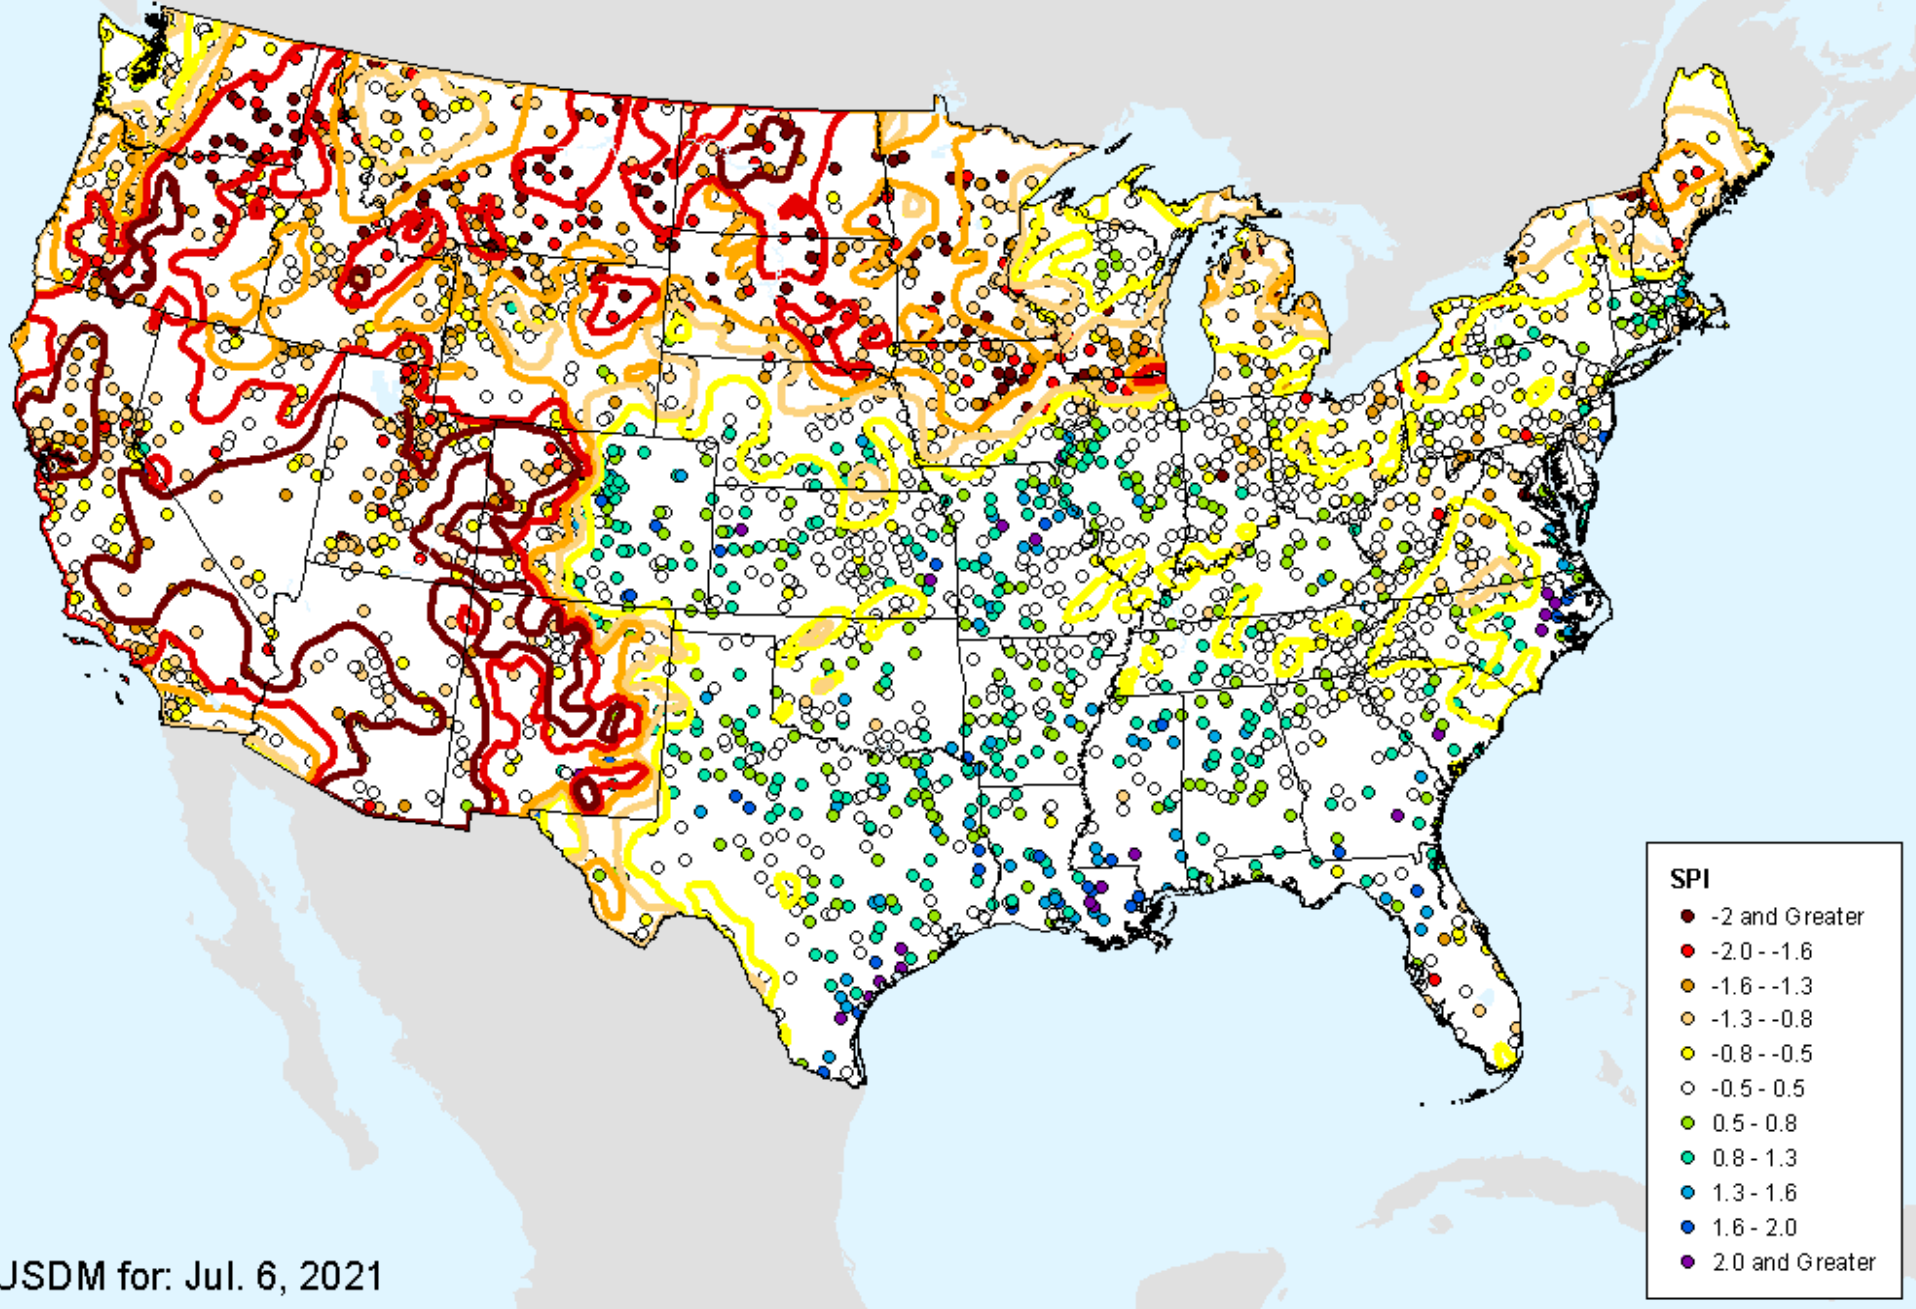 SPI
-2 and Greater
-2.0 - -1.6
-1.6 - -1.3
-1.3 - -0.8
-0.8 - -0.5
-0.5 - 0.5
0.5 - 0.8
0.8 - 1.3
1.3 - 1.6
1.6 - 2.0
2.0 and Greater
USDM for: Jul. 6, 2021